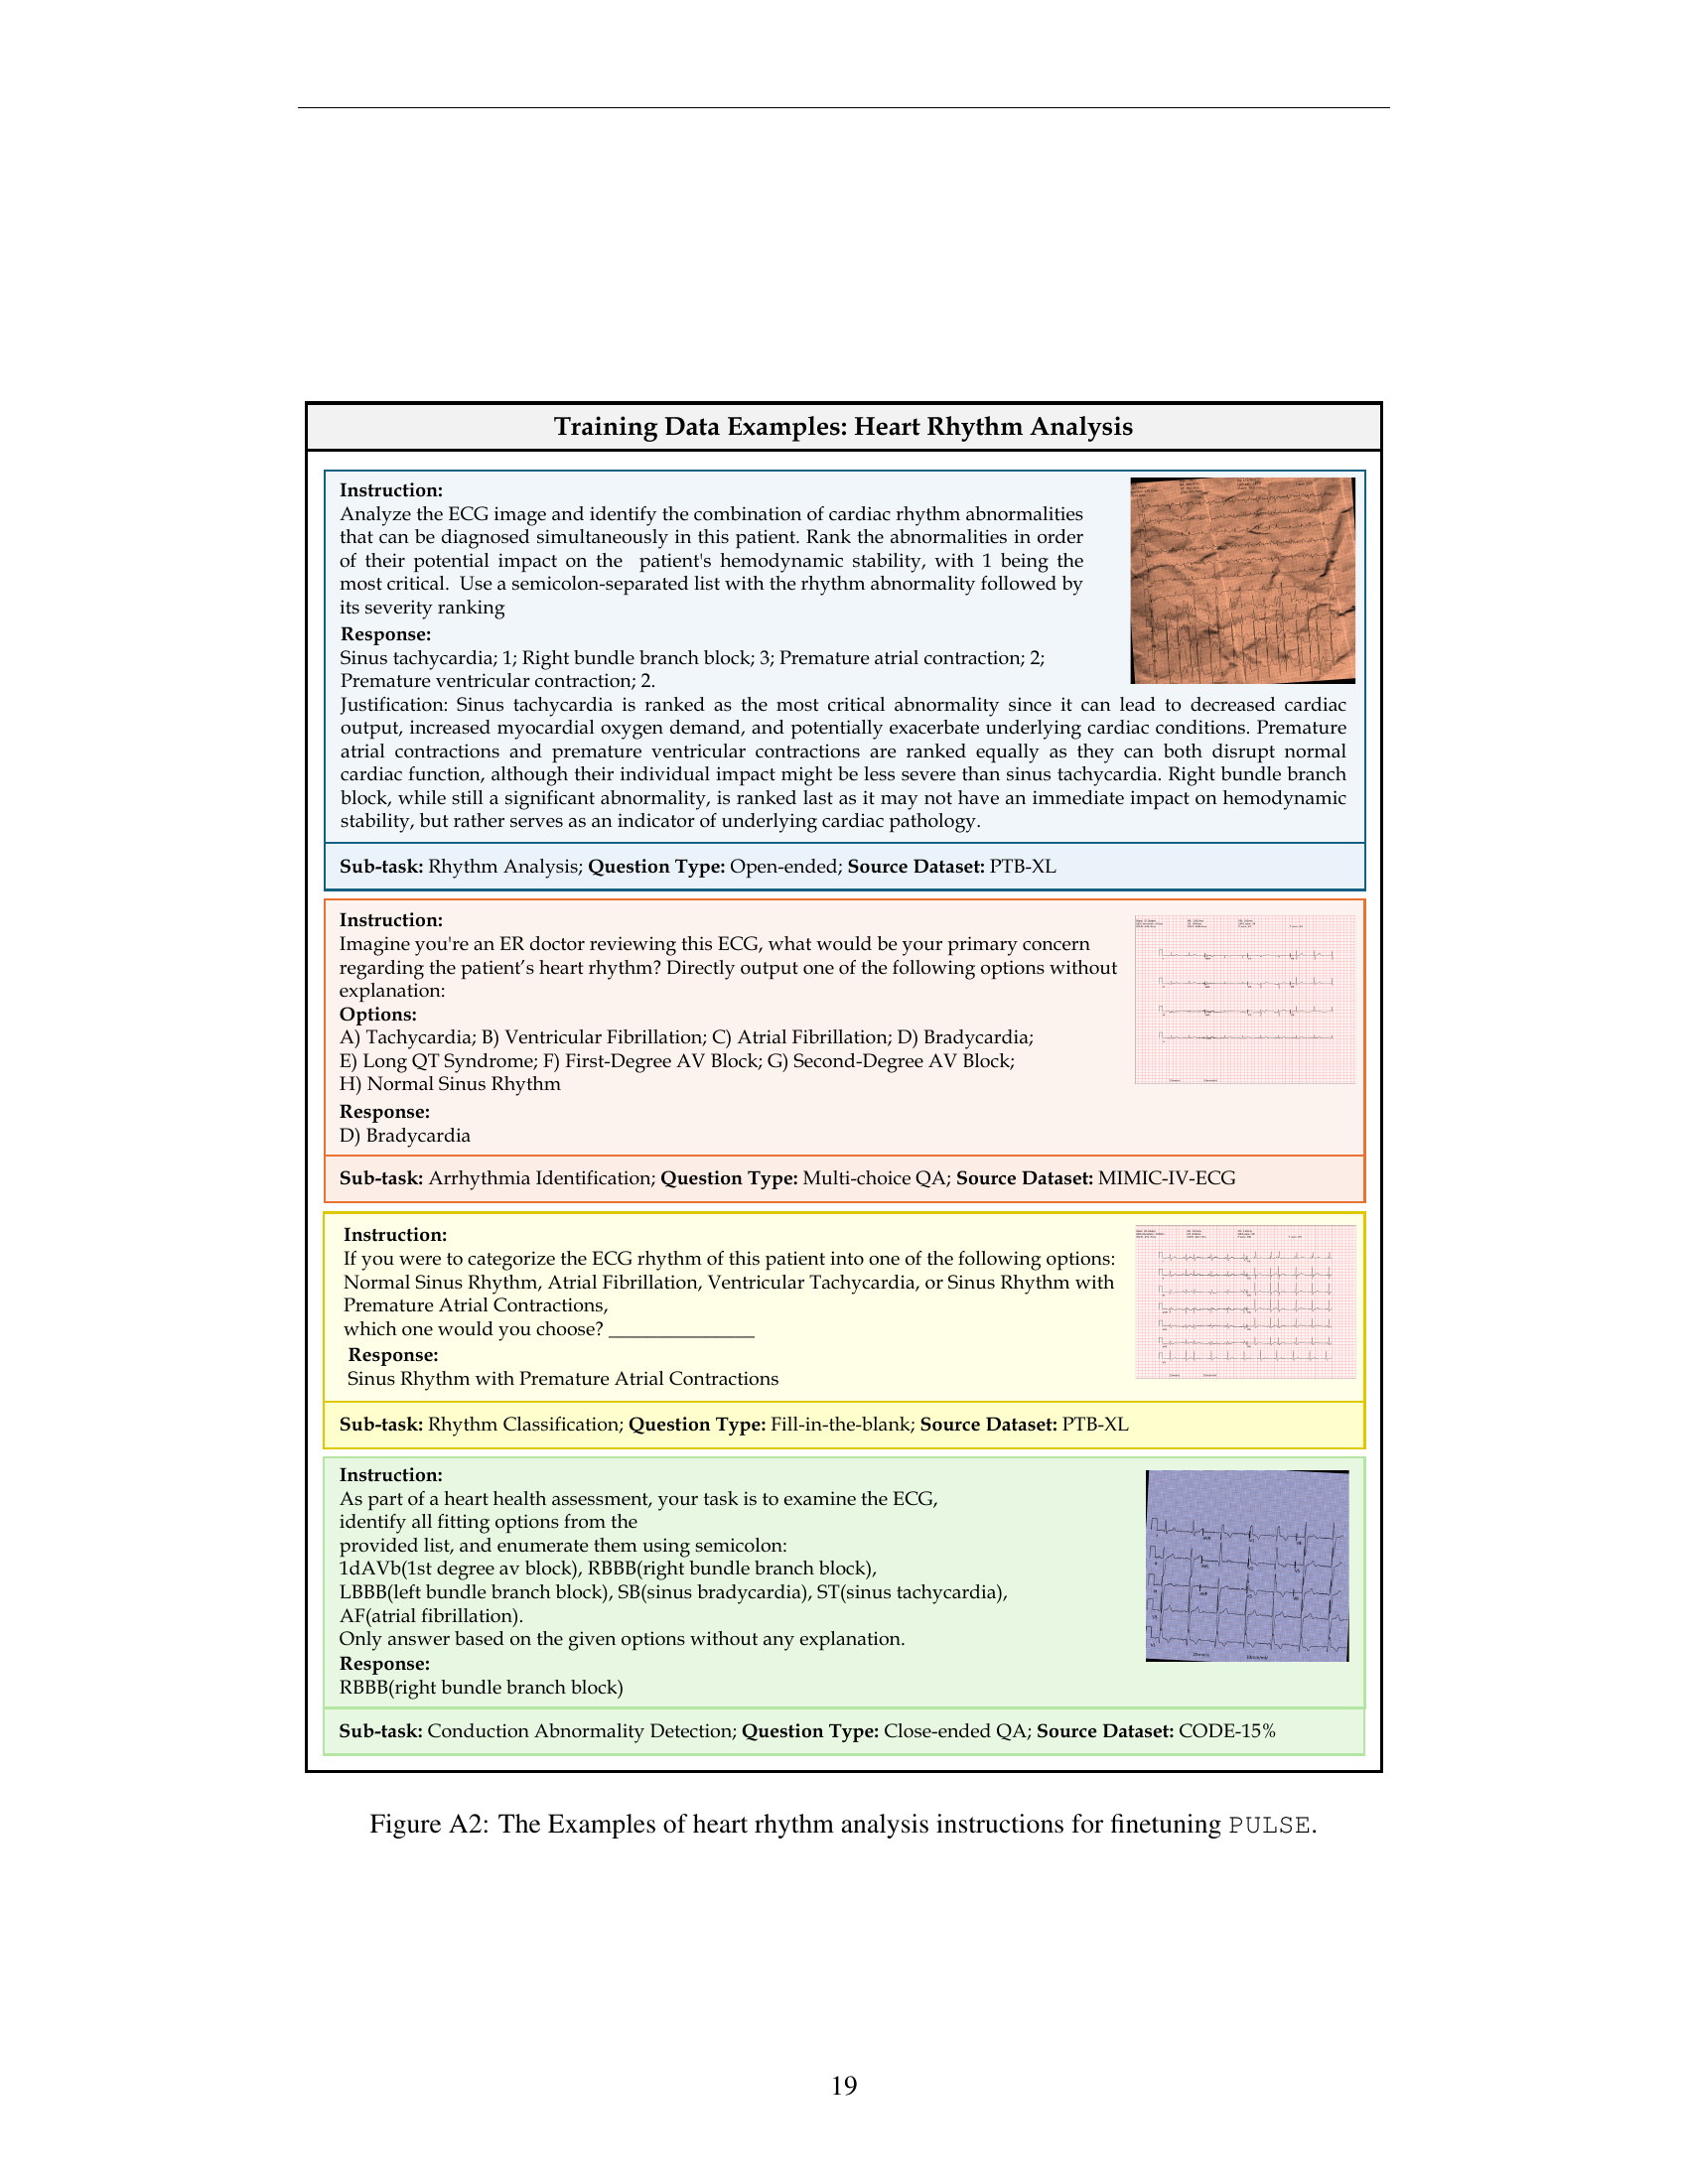 Training Data Examples: Heart Rhythm Analysis
Instruction:
Analyze the ECG image and identify the combination of cardiac rhythm abnormalities
that can be diagnosed simultaneously in this patient. Rank the abnormalities in order
of their potential impact on the patient's hemodynamic stability, with 1 being the
most critical. Use a semicolon-separated list with the rhythm abnormality followed by
its severity ranking
Response:
Sinus tachycardia; 1; Right bundle branch block; 3; Premature atrial contraction; 2;
Premature ventricular contraction; 2.
Justification: Sinus tachycardia is ranked as the most critical abnormality since it can lead to decreased cardiac
output, increased myocardial oxygen demand, and potentially exacerbate underlying cardiac conditions. Premature
atrial contractions and premature ventricular contractions are ranked equally as they can both disrupt normal
cardiac function, although their individual impact might be less severe than sinus tachycardia. Right bundle branch
block, while still a significant abnormality, is ranked last as it may not have an immediate impact on hemodynamic
stability, but rather serves as an indicator of underlying cardiac pathology.
Sub-task: Rhythm Analysis; Question Type: Open-ended; Source Dataset: PTB-XL
Instruction:
Imagine you're an ER doctor reviewing this ECG, what would be your primary concern
regarding the patient’s heart rhythm? Directly output one of the following options without
explanation:
Options:
A) Tachycardia; B) Ventricular Fibrillation; C) Atrial Fibrillation; D) Bradycardia;
E) Long QT Syndrome; F) First-Degree AV Block; G) Second-Degree AV Block;
H) Normal Sinus Rhythm
Response:
D) Bradycardia
Sub-task: Arrhythmia Identification; Question Type: Multi-choice QA; Source Dataset: MIMIC-IV-ECG
Instruction:
If you were to categorize the ECG rhythm of this patient into one of the following options:
Normal Sinus Rhythm, Atrial Fibrillation, Ventricular Tachycardia, or Sinus Rhythm with
Premature Atrial Contractions,
which one would you choose? _______________
Response:
Sinus Rhythm with Premature Atrial Contractions
Sub-task: Rhythm Classification; Question Type: Fill-in-the-blank; Source Dataset: PTB-XL
Instruction:
As part of a heart health assessment, your task is to examine the ECG,
identify all fitting options from the
provided list, and enumerate them using semicolon:
1dAVb(1st degree av block), RBBB(right bundle branch block),
LBBB(left bundle branch block), SB(sinus bradycardia), ST(sinus tachycardia),
AF(atrial fibrillation).
Only answer based on the given options without any explanation.
Response:
RBBB(right bundle branch block)
Sub-task: Conduction Abnormality Detection; Question Type: Close-ended QA; Source Dataset: CODE-15%
Figure A2: The Examples of heart rhythm analysis instructions for finetuning PULSE.
19